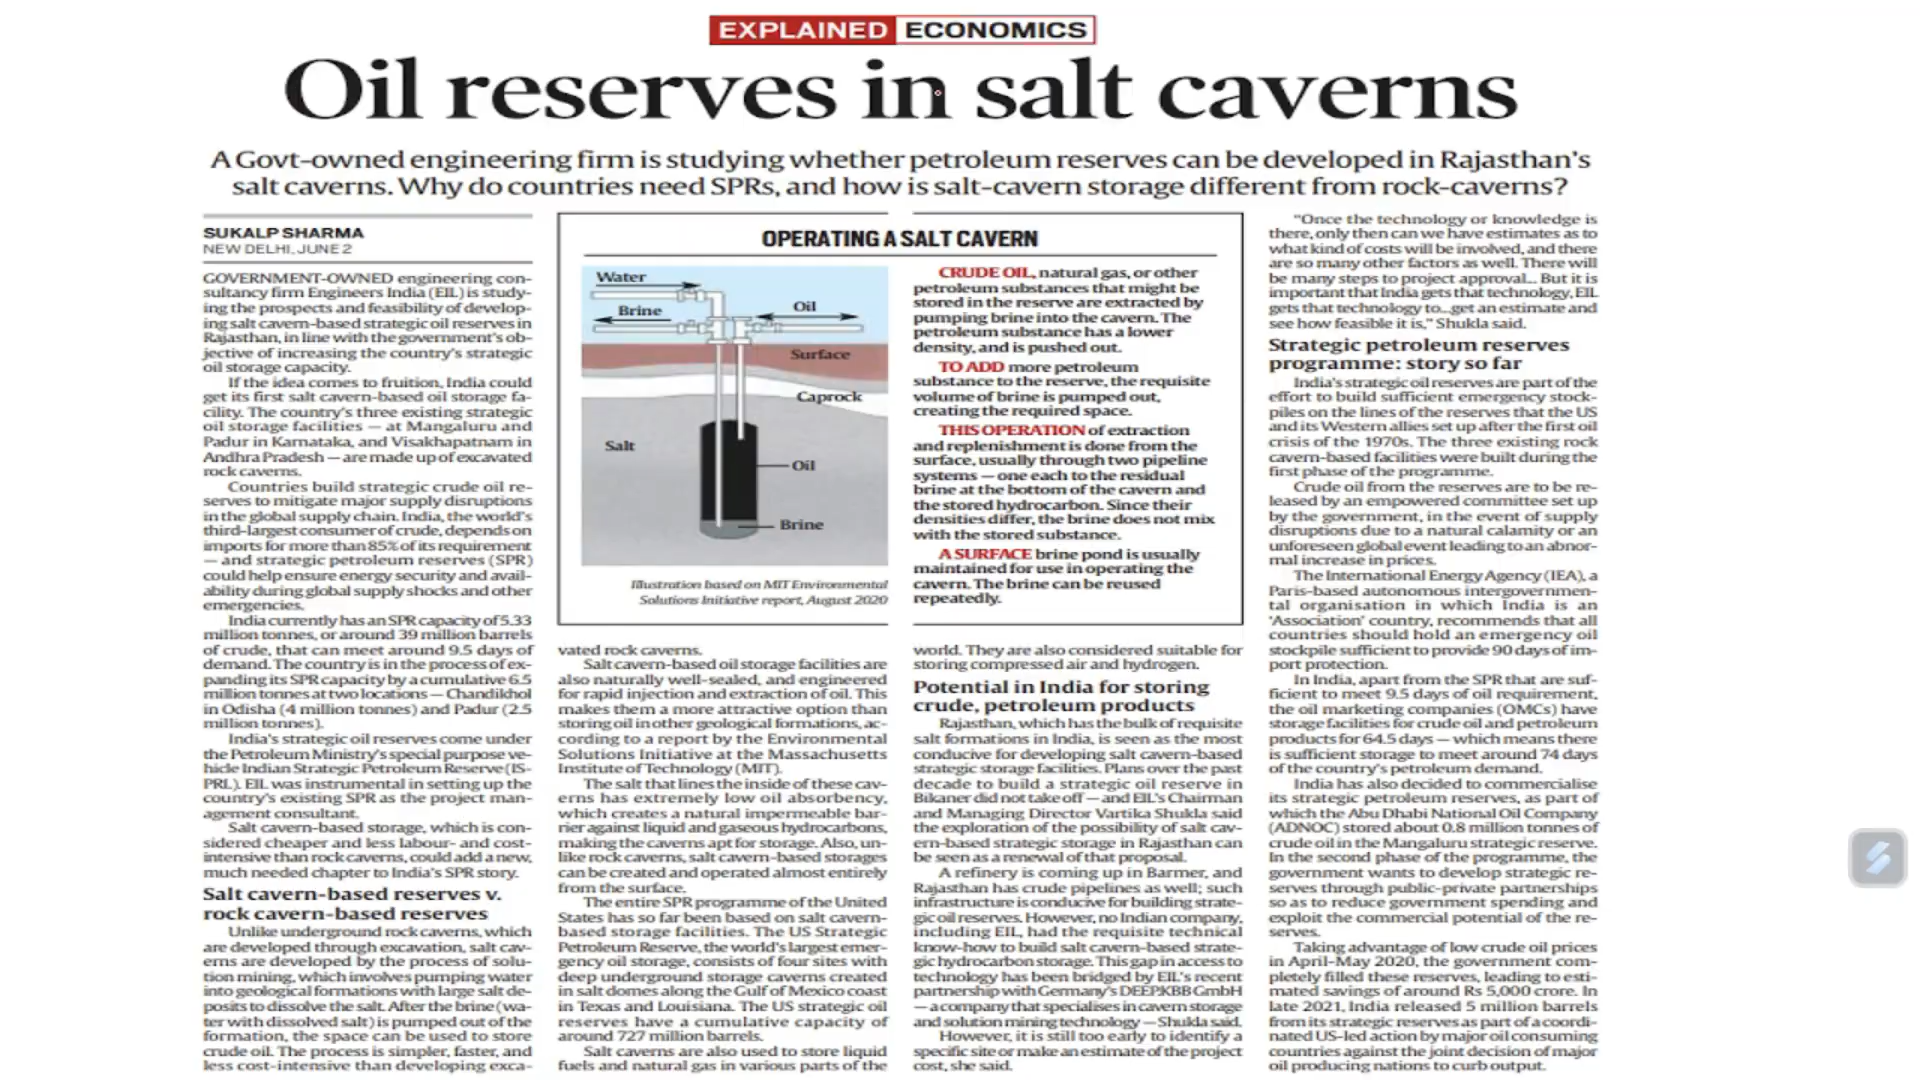 EXPLAINED ECONOMICS
Oil reserves in salt caverns
A Govt-owned engineering firm is studying whether petroleum reserves can be developed in Rajasthan's
salt caverns. Why do countries need SPRs, and how is salt-cavern storage different from rock-caverns?
SUKALP SHARMA
NEW DELHI, JUNE 2
GOVERNMENT-OWNED engineering con-
sultancy firm Engineers India (EIL) is study-
ing the prospects and feasibility of develop-
ing salt cavern-based strategic oil reserves in
Rajasthan, in line with the government's ob-
jective of increasing the country's strategic
oil storage capacity.
If the idea comes to fruition, India could
get its first salt cavern-based oil storage fa-
cility. The country's three existing strategic
oil storage facilities — at Mangaluru and
Padur in Karnataka, and Visakhapatnam in
Andhra Pradesh — are made up of excavated
rock caverns.
Countries build strategic crude oil re-
serves to mitigate major supply disruptions
in the global supply chain. India, the world's
third-largest consumer of crude, depends on
imports for more than 85% of its requirement
— and strategic petroleum reserves (SPR)
could help ensure energy security and avail-
ability during global supply shocks and other
emergencies.
India currently has an SPR capacity of 5.33
million tonnes, or around 39 million barrels
of crude, that can meet around 9.5 days of
demand. The country is in the process of ex-
panding its SPR capacity by a cumulative 6.5
million tonnes at two locations — Chandikhol
in Odisha (4 million tonnes) and Padur (2.5
million tonnes).
India's strategic oil reserves come under
the Petroleum Ministry's special purpose ve-
hicle Indian Strategic Petroleum Reserve (IS-
PRL). EIL was instrumental in setting up the
country's existing SPR as the project man-
agement consultant.
Salt cavern-based storage, which is con-
sidered cheaper and less labour- and cost-
intensive than rock caverns, could add a new,
much needed chapter to India's SPR story.
Salt cavern-based reserves v.
rock cavern-based reserves
Unlike underground rock caverns, which
are developed through excavation, salt cav-
erns are developed by the process of solu-
tion mining, which involves pumping water
into geological formations with large salt de-
posits to dissolve the salt. After the brine (wa-
ter with dissolved salt) is pumped out of the
formation, the space can be used to store
crude oil. The process is simpler, faster, and
less cost-intensive than developing exca-
OPERATING A SALT CAVERN
Water
Brine
Oil
Surface
Caprock
Salt
Oil
Brine
Illustration based on MIT Environmental
Solutions Initiative report, August 2020
CRUDE OIL, natural gas, or other
petroleum substances that might be
stored in the reserve are extracted by
pumping brine into the cavern. The
petroleum substance has a lower
density, and is pushed out.
TO ADD more petroleum
substance to the reserve, the requisite
volume of brine is pumped out,
creating the required space.
THIS OPERATION of extraction
and replenishment is done from the
surface, usually through two pipeline
systems — one each to the residual
brine at the bottom of the cavern and
the stored hydrocarbon. Since their
densities differ, the brine does not mix
with the stored substance.
A SURFACE brine pond is usually
maintained for use in operating the
cavern. The brine can be reused
repeatedly.
vated rock caverns.
Salt cavern-based oil storage facilities are
also naturally well-sealed, and engineered
for rapid injection and extraction of oil. This
makes them a more attractive option than
storing oil in other geological formations, ac-
cording to a report by the Environmental
Solutions Initiative at the Massachusetts
Institute of Technology (MIT).
The salt that lines the inside of these cav-
erns has extremely low oil absorbency,
which creates a natural impermeable bar-
rier against liquid and gaseous hydrocarbons,
making the caverns apt for storage. Also, un-
like rock caverns, salt cavern-based storages
can be created and operated almost entirely
from the surface.
The entire SPR programme of the United
States has so far been based on salt cavern-
based storage facilities. The US Strategic
Petroleum Reserve, the world's largest emer-
gency oil storage, consists of four sites with
deep underground storage caverns created
in salt domes along the Gulf of Mexico coast
in Texas and Louisiana. The US strategic oil
reserves have a cumulative capacity of
around 727 million barrels.
Salt caverns are also used to store liquid
fuels and natural gas in various parts of the
world. They are also considered suitable for
storing compressed air and hydrogen.
Potential in India for storing
crude, petroleum products
Rajasthan, which has the bulk of requisite
salt formations in India, is seen as the most
conducive for developing salt cavern-based
strategic storage facilities. Plans over the past
decade to build a strategic oil reserve in
Bikaner did not take off — and EIL's Chairman
and Managing Director Vartika Shukla said
the exploration of the possibility of salt cav-
ern-based strategic storage in Rajasthan can
be seen as a renewal of that proposal.
A refinery is coming up in Barmer, and
Rajasthan has crude pipelines as well; such
infrastructure is conducive for building strate-
gic oil reserves. However, no Indian company,
including EIL, had the requisite technical
know-how to build salt cavern-based strate-
gic hydrocarbon storage. This gap in access to
technology has been bridged by EIL's recent
partnership with Germany's DEEP.KBB GmbH
— a company that specialises in cavern storage
and solution mining technology — Shukla said.
However, it is still too early to identify a
specific site or make an estimate of the project
cost, she said.
"Once the technology or knowledge is
there, only then can we have estimates as to
what kind of costs will be involved, and there
are so many other factors as well. There will
be many steps to project approval... But it is
important that India gets that technology, EIL
gets that technology to...get an estimate and
see how feasible it is," Shukla said.
Strategic petroleum reserves
programme: story so far
India's strategic oil reserves are part of the
effort to build sufficient emergency stock-
piles on the lines of the reserves that the US
and its Western allies set up after the first oil
crisis of the 1970s. The three existing rock
cavern-based facilities were built during the
first phase of the programme.
Crude oil from the reserves are to be re-
leased by an empowered committee set up
by the government, in the event of supply
disruptions due to a natural calamity or an
unforeseen global event leading to an abnor-
mal increase in prices.
The International Energy Agency (IEA), a
Paris-based autonomous intergovernmen-
tal organisation in which India is an
'Association' country, recommends that all
countries should hold an emergency oil
stockpile sufficient to provide 90 days of im-
port protection.
In India, apart from the SPR that are suf-
ficient to meet 9.5 days of oil requirement,
the oil marketing companies (OMCs) have
storage facilities for crude oil and petroleum
products for 64.5 days — which means there
is sufficient storage to meet around 74 days
of the country's petroleum demand.
India has also decided to commercialise
its strategic petroleum reserves, as part of
which the Abu Dhabi National Oil Company
(ADNOC) stored about 0.8 million tonnes of
crude oil in the Mangaluru strategic reserve.
In the second phase of the programme, the
government wants to develop strategic re-
serves through public-private partnerships
so as to reduce government spending and
exploit the commercial potential of the re-
serves.
Taking advantage of low crude oil prices
in April-May 2020, the government com-
pletely filled these reserves, leading to esti-
mated savings of around Rs 5,000 crore. In
late 2021, India released 5 million barrels
from its strategic reserves as part of a coordi-
nated US-led action by major oil consuming
countries against the joint decision of major
oil producing nations to curb output.